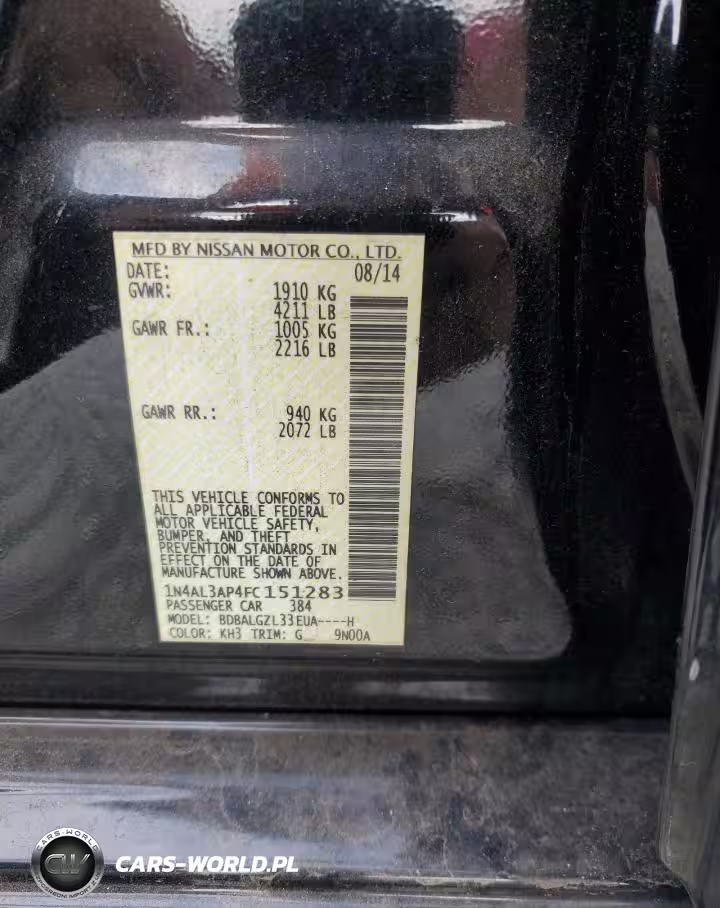 MFD BY NISSAN MOTOR CO., LTD.
DATE: 08/14
GVWR: 1910 KG
4211 LB
GAWR FR.: 1005 KG
2216 LB
GAWR RR.: 940 KG
2072 LB
THIS VEHICLE CONFORMS TO
ALL APPLICABLE FEDERAL
MOTOR VEHICLE SAFETY,
BUMPER, AND THEFT
PREVENTION STANDARDS IN
EFFECT ON THE DATE OF
MANUFACTURE SHOWN ABOVE.
1N4AL3AP4FC151283
PASSENGER CAR 384
MODEL: BDBALGZL33EUA----H
COLOR: KH3 TRIM: G 9N00A
CARS-WORLD
CW
CARS-WORLD.PL